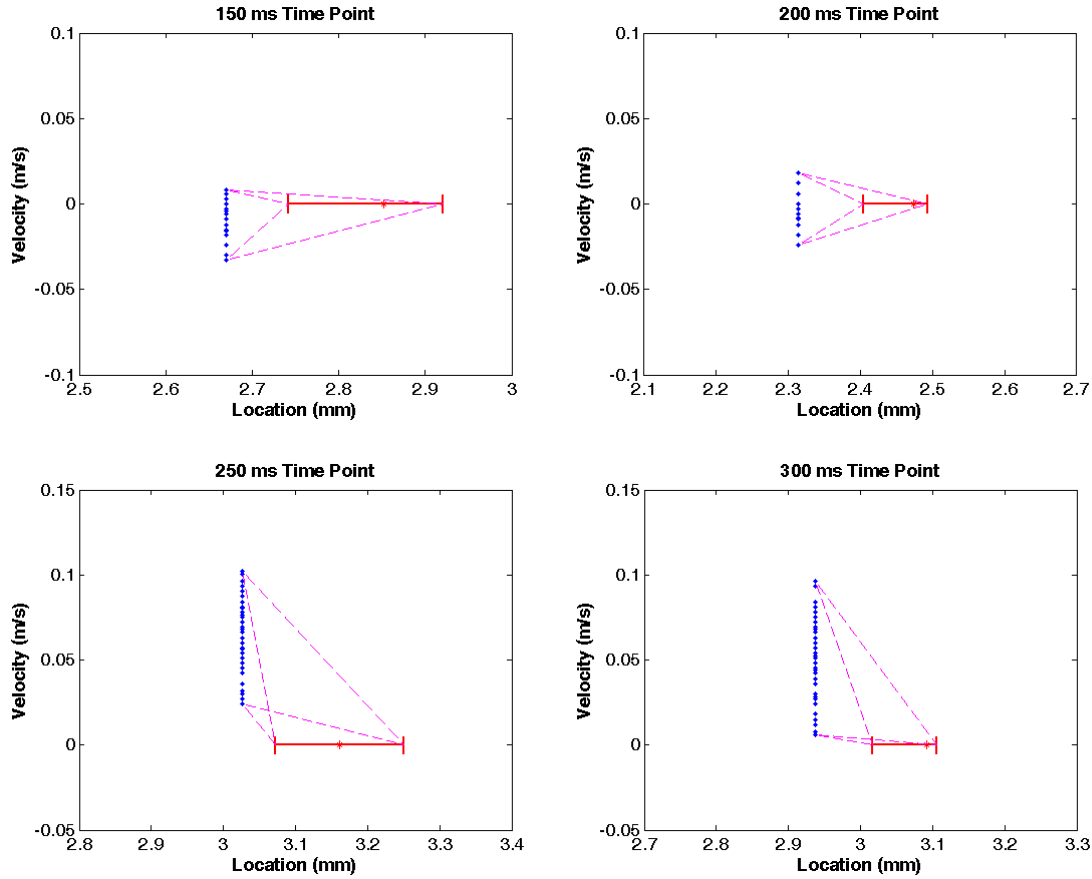 150 ms Time Point
0.1
0.05
0
-0.05
-0.1
Velocity (m/s)
2.5 2.6 2.7 2.8 2.9 3
Location (mm)
200 ms Time Point
0.1
0.05
0
-0.05
-0.1
Velocity (m/s)
2.1 2.2 2.3 2.4 2.5 2.6 2.7
Location (mm)
250 ms Time Point
0.15
0.1
0.05
0
-0.05
Velocity (m/s)
2.8 2.9 3 3.1 3.2 3.3 3.4
Location (mm)
300 ms Time Point
0.15
0.1
0.05
0
-0.05
Velocity (m/s)
2.7 2.8 2.9 3 3.1 3.2 3.3
Location (mm)